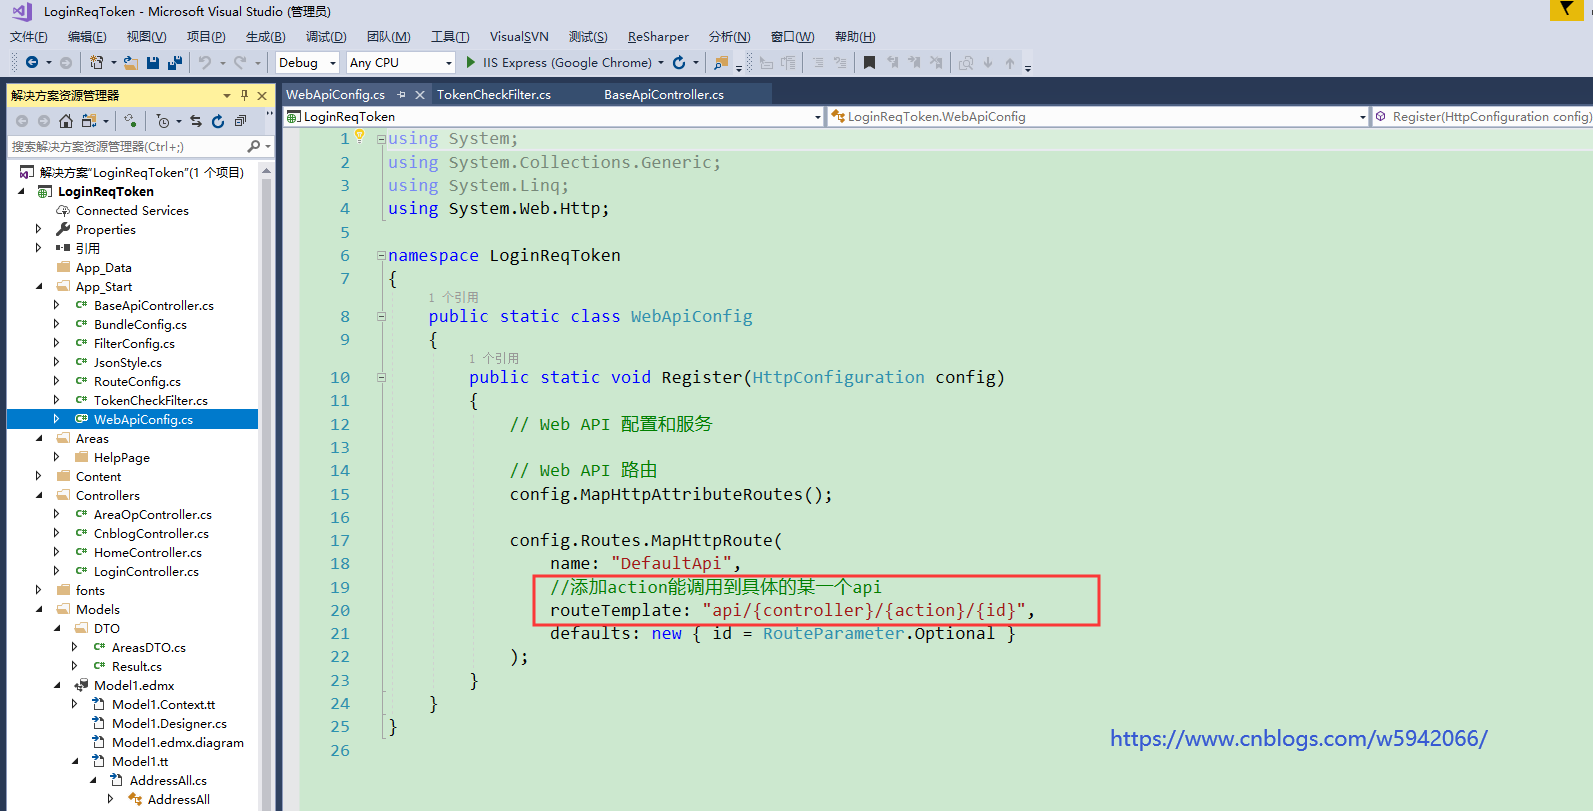 LoginReqToken - Microsoft Visual Studio (管理员)
文件(F) 编辑(E) 视图(V) 项目(P) 生成(B) 调试(D) 团队(M) 工具(T) VisualSVN 测试(S) ReSharper 分析(N) 窗口(W) 帮助(H)
Debug Any CPU IIS Express (Google Chrome)
解决方案资源管理器
搜索解决方案资源管理器(Ctrl+;)
解决方案"LoginReqToken"(1 个项目)
LoginReqToken
Connected Services
Properties
引用
App_Data
App_Start
BaseApiController.cs
BundleConfig.cs
FilterConfig.cs
JsonStyle.cs
RouteConfig.cs
TokenCheckFilter.cs
WebApiConfig.cs
Areas
HelpPage
Content
Controllers
AreaOpController.cs
CnblogController.cs
HomeController.cs
LoginController.cs
fonts
Models
DTO
AreasDTO.cs
Result.cs
Model1.edmx
Model1.Context.tt
Model1.Designer.cs
Model1.edmx.diagram
Model1.tt
AddressAll.cs
AddressAll
WebApiConfig.cs TokenCheckFilter.cs BaseApiController.cs
LoginReqToken LoginReqToken.WebApiConfig Register(HttpConfiguration config)
1 using System;
2 using System.Collections.Generic;
3 using System.Linq;
4 using System.Web.Http;
5
6 namespace LoginReqToken
7 {
1 个引用
8 public static class WebApiConfig
9 {
1 个引用
10 public static void Register(HttpConfiguration config)
11 {
12 // Web API 配置和服务
13
14 // Web API 路由
15 config.MapHttpAttributeRoutes();
16
17 config.Routes.MapHttpRoute(
18 name: "DefaultApi",
19 //添加action能调用到具体的某一个api
20 routeTemplate: "api/{controller}/{action}/{id}",
21 defaults: new { id = RouteParameter.Optional }
22 );
23 }
24 }
25 }
26
https://www.cnblogs.com/w5942066/